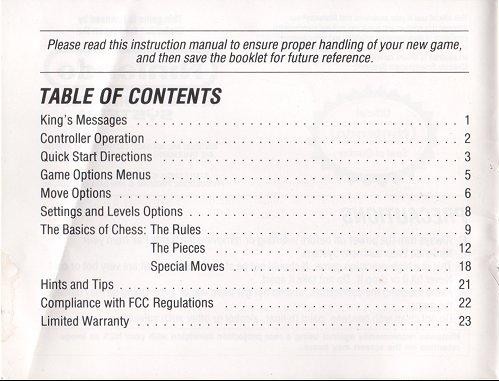 Please read this instruction manual to ensure proper handling of your new game,
and then save the booklet for future reference.
TABLE OF CONTENTS
King's Messages . . . . . . . . . . . . . . . . . . . . . . . . . . . . . . 1
Controller Operation . . . . . . . . . . . . . . . . . . . . . . . . . . . . 2
Quick Start Directions . . . . . . . . . . . . . . . . . . . . . . . . . . . 3
Game Options Menus . . . . . . . . . . . . . . . . . . . . . . . . . . . 5
Move Options . . . . . . . . . . . . . . . . . . . . . . . . . . . . . . . 6
Settings and Levels Options . . . . . . . . . . . . . . . . . . . . . . . . 8
The Basics of Chess: The Rules . . . . . . . . . . . . . . . . . . . . . . 9
The Pieces . . . . . . . . . . . . . . . . . . . . . 12
Special Moves . . . . . . . . . . . . . . . . . . . 18
Hints and Tips . . . . . . . . . . . . . . . . . . . . . . . . . . . . . . . 21
Compliance with FCC Regulations . . . . . . . . . . . . . . . . . . . . 22
Limited Warranty . . . . . . . . . . . . . . . . . . . . . . . . . . . . . 23